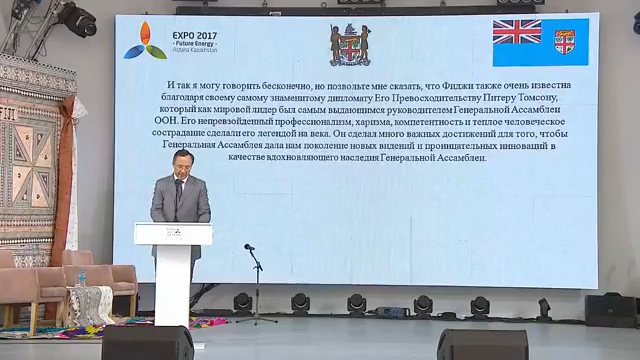 EXPO 2017
- Future Energy -
Astana Kazakhstan
И так я могу говорить бесконечно, но позвольте мне сказать, что Фиджи также очень известна
благодаря своему самому знаменитому дипломату Его Превосходительству Питеру Томсону,
который как мировой лидер был самым выдающимся руководителем Генеральной Ассамблеи
ООН. Его непревзойденный профессионализм, харизма, компетентность и теплое человеческое
сострадание сделали его легендой на века. Он сделал много важных достижений для того, чтобы
Генеральная Ассамблея дала нам поколение новых видений и проницательных инноваций в
качестве вдохновляющего наследия Генеральной Ассамблеи.
FIJI